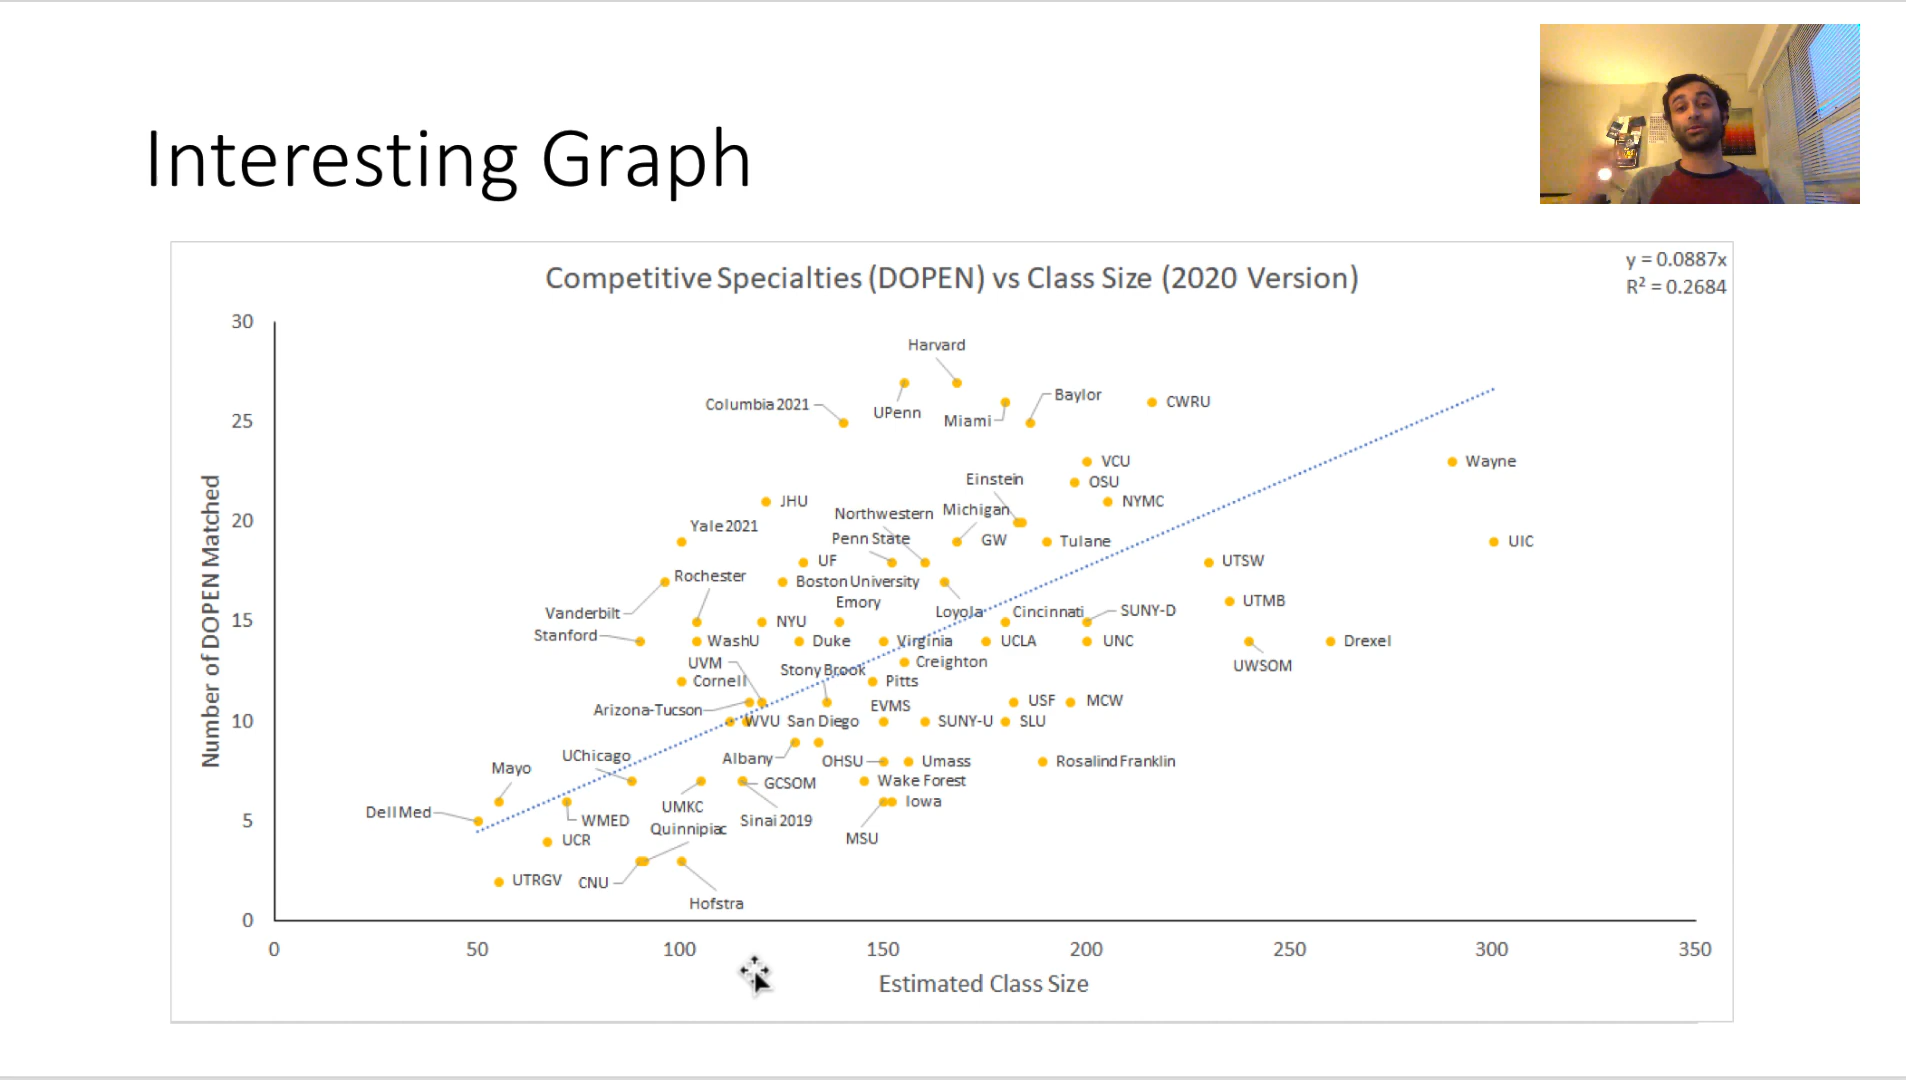 Interesting Graph
Competitive Specialties (DOPEN) vs Class Size (2020 Version)
y = 0.0887x
R² = 0.2684
Number of DOPEN Matched
30
25
20
15
10
5
0
Harvard
Columbia 2021
UPenn
Miami
Baylor
CWRU
VCU
Wayne
Einstein
OSU
JHU
NYMC
Northwestern
Michigan
Yale 2021
Penn State
GW
Tulane
UIC
UF
UTSW
Rochester
Boston University
Emory
UTMB
Vanderbilt
Loyola
Cincinnati
SUNY-D
Stanford
NYU
WashU
Duke
Virginia
UCLA
UNC
Drexel
UVM
Stony Brook
Creighton
UWSOM
Cornell
Pitts
Arizona-Tucson
EVMS
USF
MCW
WVU
San Diego
SUNY-U
SLU
UChicago
Albany
OHSU
Umass
Rosalind Franklin
Mayo
GCSOM
Wake Forest
Dell Med
WMED
UMKC
Sinai 2019
Iowa
Quinnipiac
UCR
MSU
UTRGV
CNU
Hofstra
0
50
100
150
200
250
300
350
Estimated Class Size